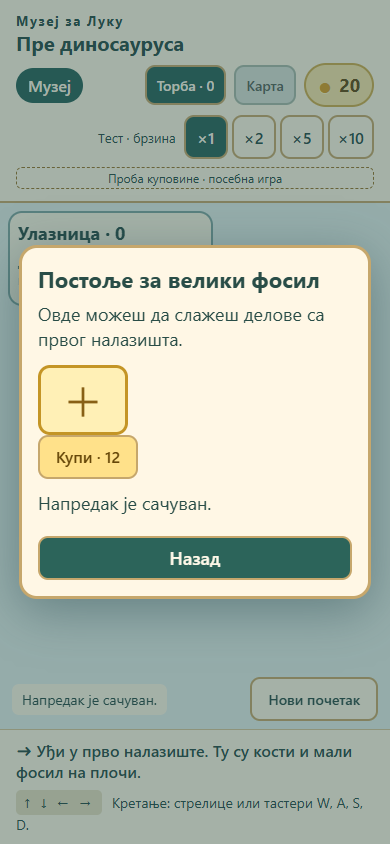 Музеј за Луку
Пре диносауруса
Музеј
Торба · 0
Карта
20
Тест · брзина
×1
×2
×5
×10
Проба куповине · посебна игра
Улазница · 0
Постоље за велики фосил
Овде можеш да слажеш делове са
првог налазишта.
Купи · 12
Напредак је сачуван.
Назад
Напредак је сачуван.
Нови почетак
→ Уђи у прво налазиште. Ту су кости и мали
фосил на плочи.
↑ ↓ ← → Кретање: стрелице или тастери W, A, S,
D.